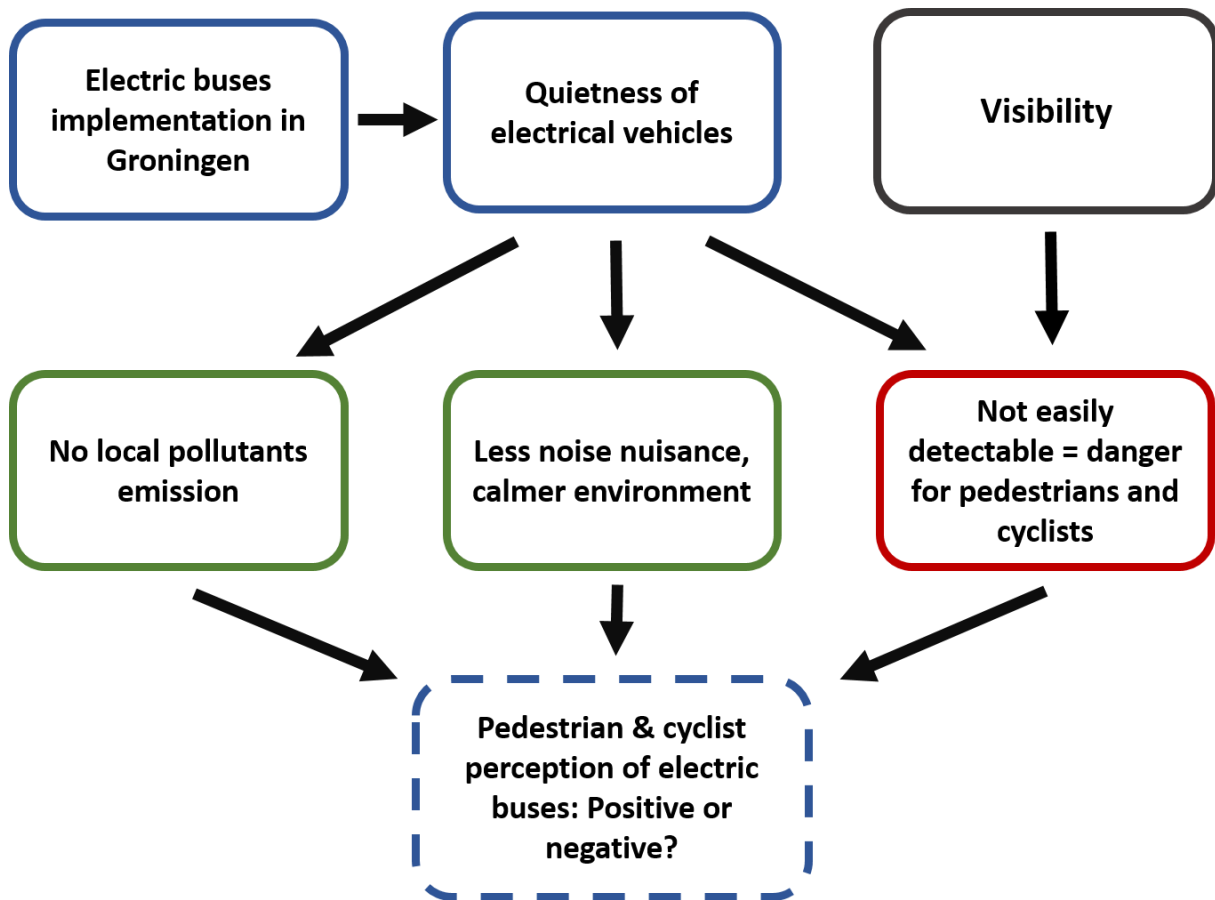 Electric buses
implementation in
Groningen
Quietness of
electrical vehicles
Visibility
No local pollutants
emission
Less noise nuisance,
calmer environment
Not easily
detectable = danger
for pedestrians and
cyclists
Pedestrian & cyclist
perception of electric
buses: Positive or
negative?